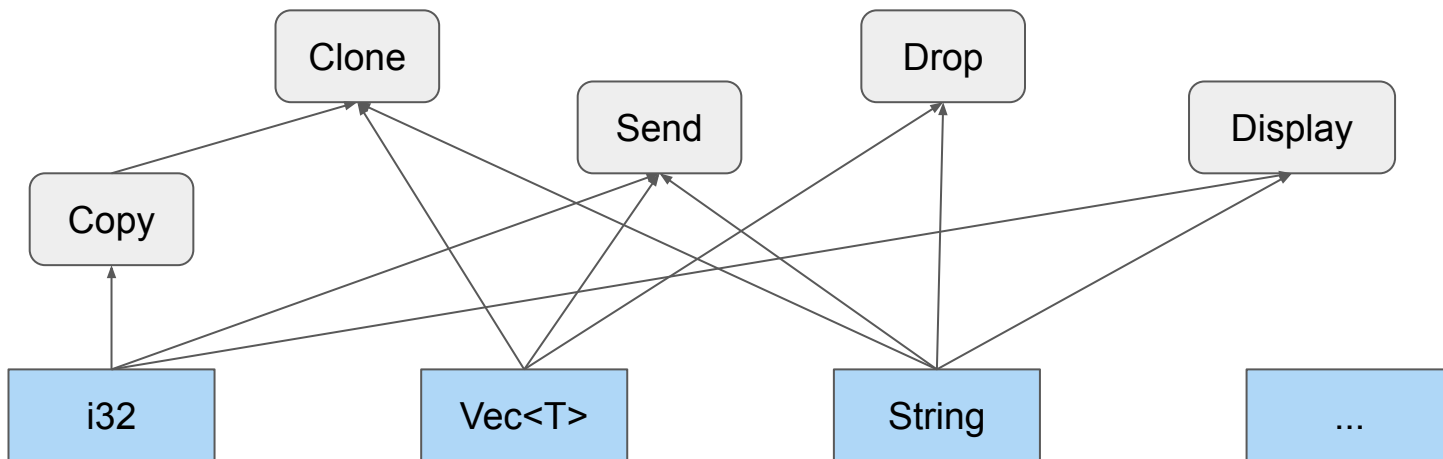 Clone
Drop
Send
Display
Copy
i32
Vec<T>
String
...